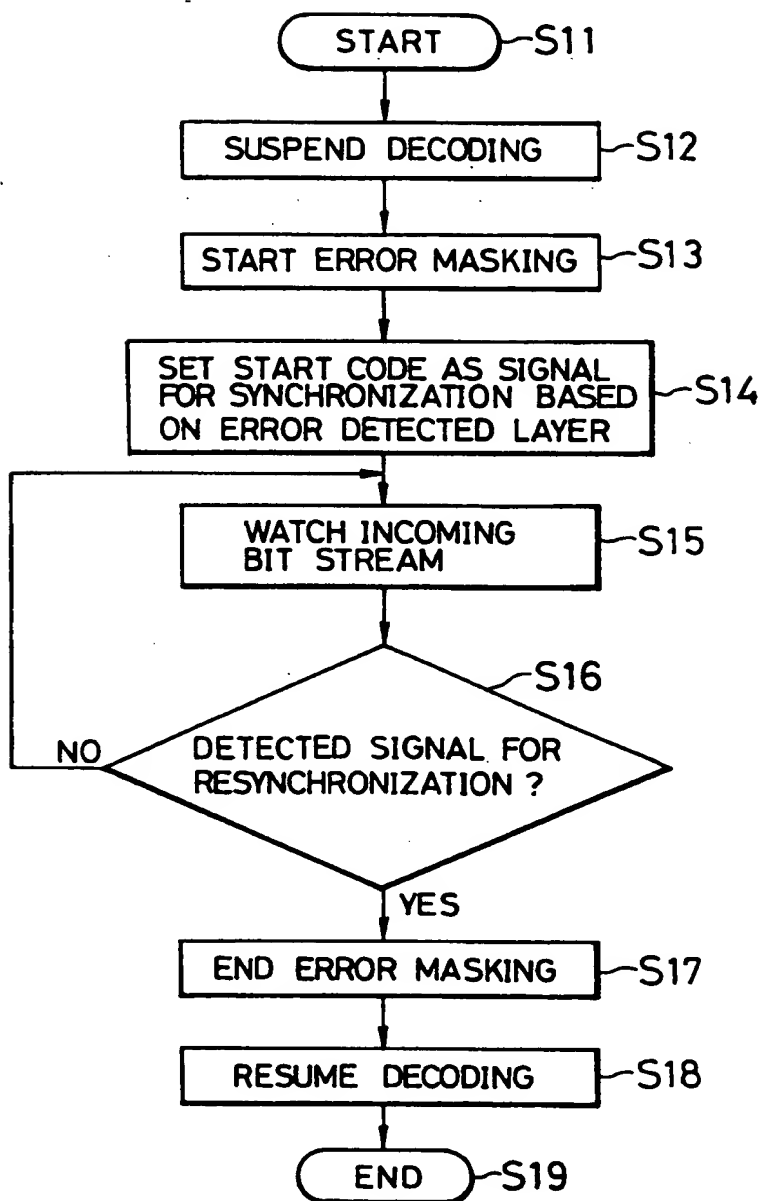 START
S11
SUSPEND DECODING
S12
START ERROR MASKING
S13
SET START CODE AS SIGNAL
FOR SYNCHRONIZATION BASED
ON ERROR DETECTED LAYER
S14
WATCH INCOMING
BIT STREAM
S15
S16
DETECTED SIGNAL FOR
RESYNCHRONIZATION ?
NO
YES
END ERROR MASKING
S17
RESUME DECODING
S18
END
S19